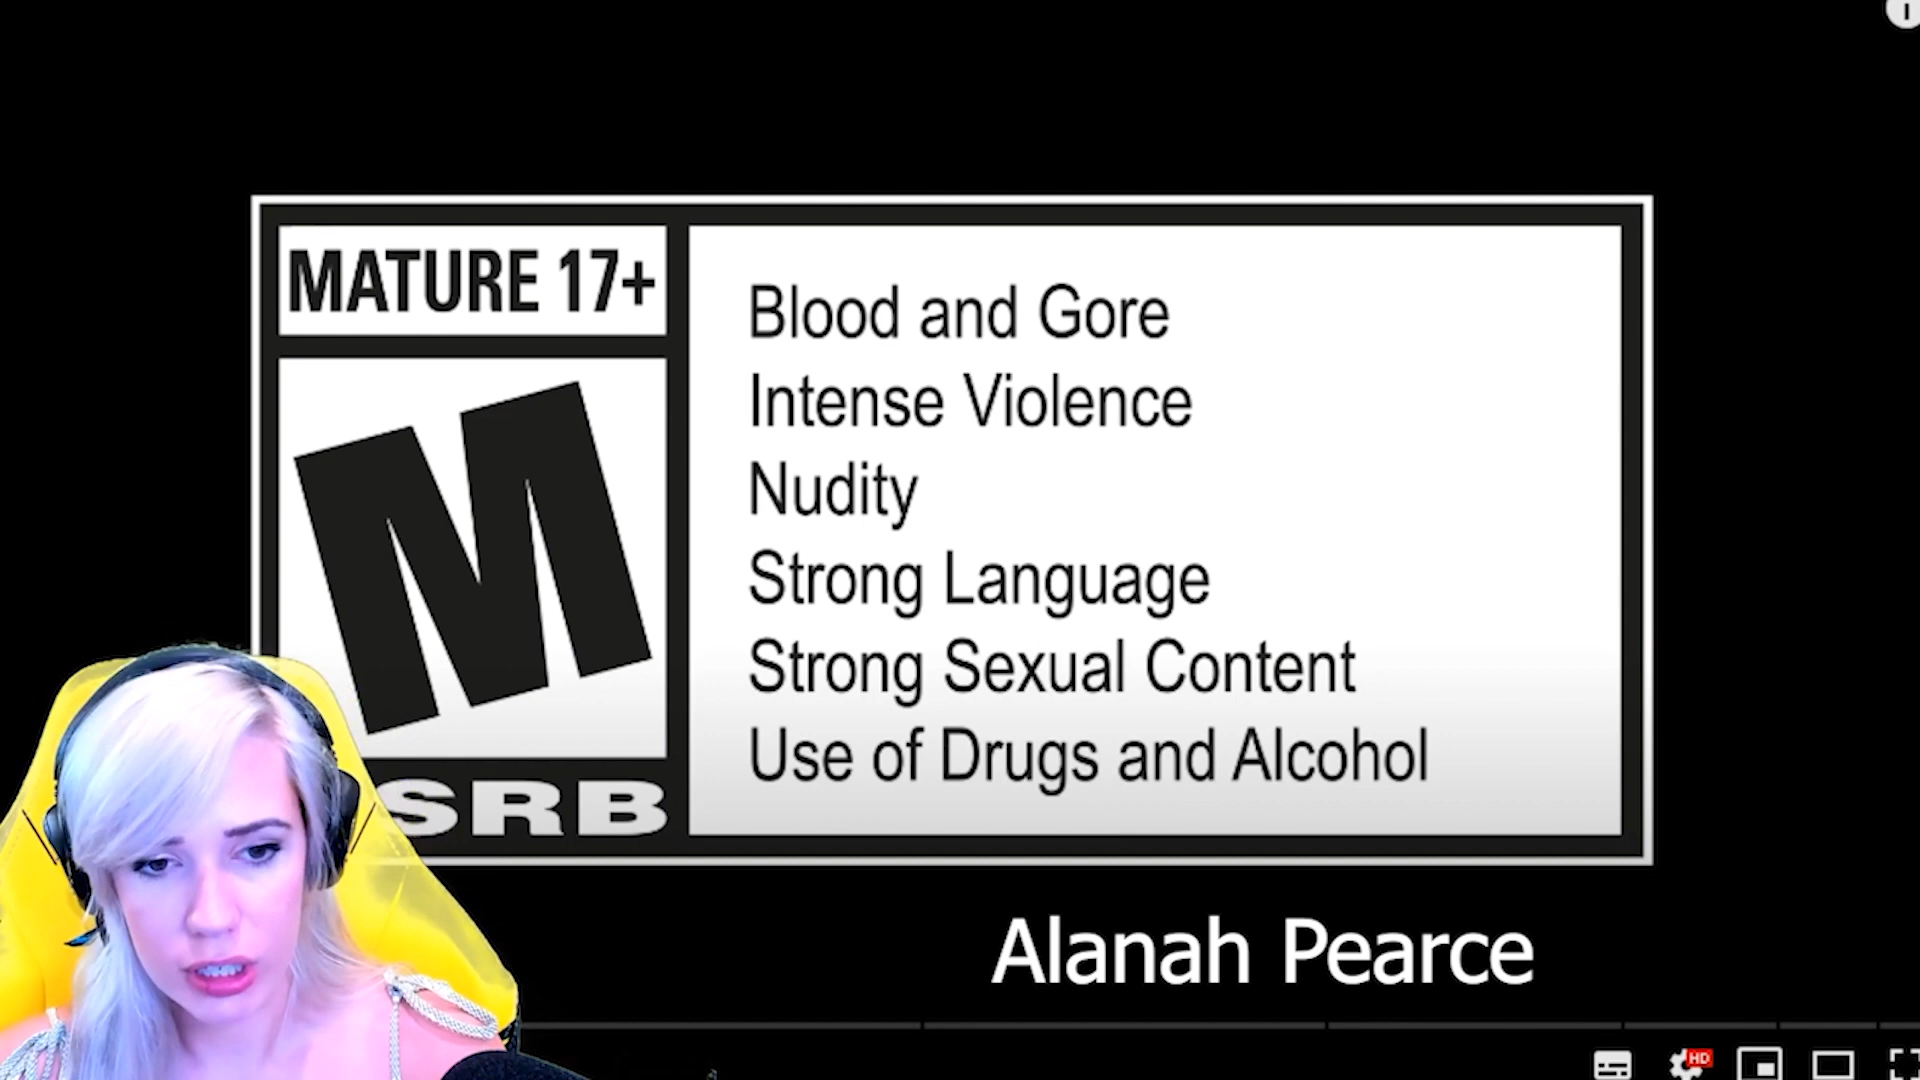 MATURE 17+
M
SRB
Blood and Gore
Intense Violence
Nudity
Strong Language
Strong Sexual Content
Use of Drugs and Alcohol
Alanah Pearce
HD